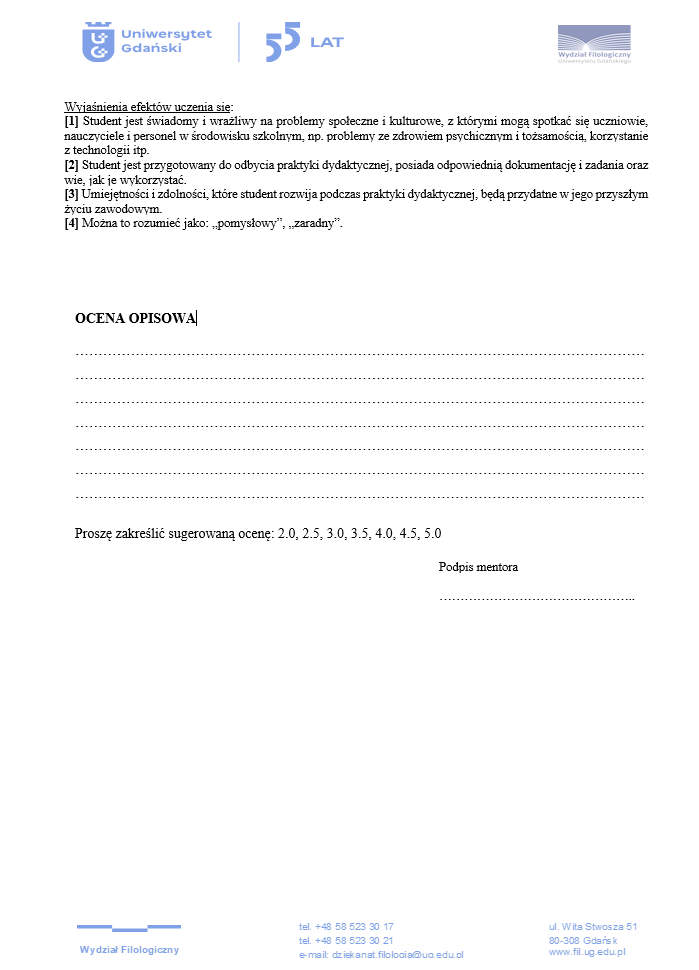 Uniwersytet
Gdański
55 LAT
Wydział Filologiczny
Uniwersytetu Gdańskiego
Wyjaśnienia efektów uczenia się:
[1] Student jest świadomy i wrażliwy na problemy społeczne i kulturowe, z którymi mogą spotkać się uczniowie,
nauczyciele i personel w środowisku szkolnym, np. problemy ze zdrowiem psychicznym i tożsamością, korzystanie
z technologii itp.
[2] Student jest przygotowany do odbycia praktyki dydaktycznej, posiada odpowiednią dokumentację i zadania oraz
wie, jak je wykorzystać.
[3] Umiejętności i zdolności, które student rozwija podczas praktyki dydaktycznej, będą przydatne w jego przyszłym
życiu zawodowym.
[4] Można to rozumieć jako: „pomysłowy”, „zaradny”.
OCENA OPISOWA
Proszę zakreślić sugerowaną ocenę: 2.0, 2.5, 3.0, 3.5, 4.0, 4.5, 5.0
Podpis mentora
Wydział Filologiczny
tel. +48 58 523 30 17
tel. +48 58 523 30 21
e-mail: dziekanat.filologia@ug.edu.pl
ul. Wita Stwosza 51
80-308 Gdańsk
www.fil.ug.edu.pl